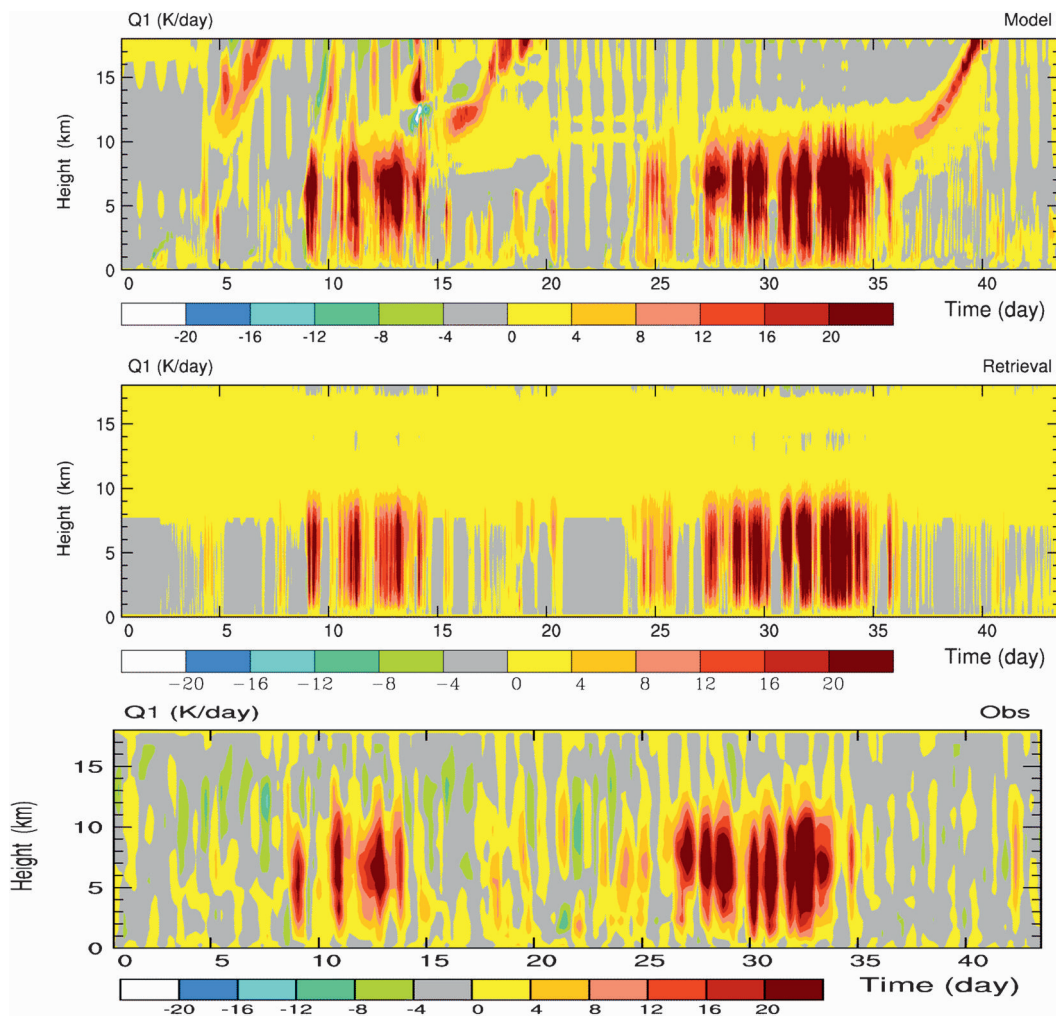 Q1 (K/day) Model
15
10
5
0
Height (km)
0 5 10 15 20 25 30 35 40
-20 -16 -12 -8 -4 0 4 8 12 16 20
Time (day)
Q1 (K/day) Retrieval
15
10
5
0
Height (km)
0 5 10 15 20 25 30 35 40
-20 -16 -12 -8 -4 0 4 8 12 16 20
Time (day)
Q1 (K/day) Obs
15
10
5
0
Height (km)
0 5 10 15 20 25 30 35 40
Time (day)
-20 -16 -12 -8 -4 0 4 8 12 16 20